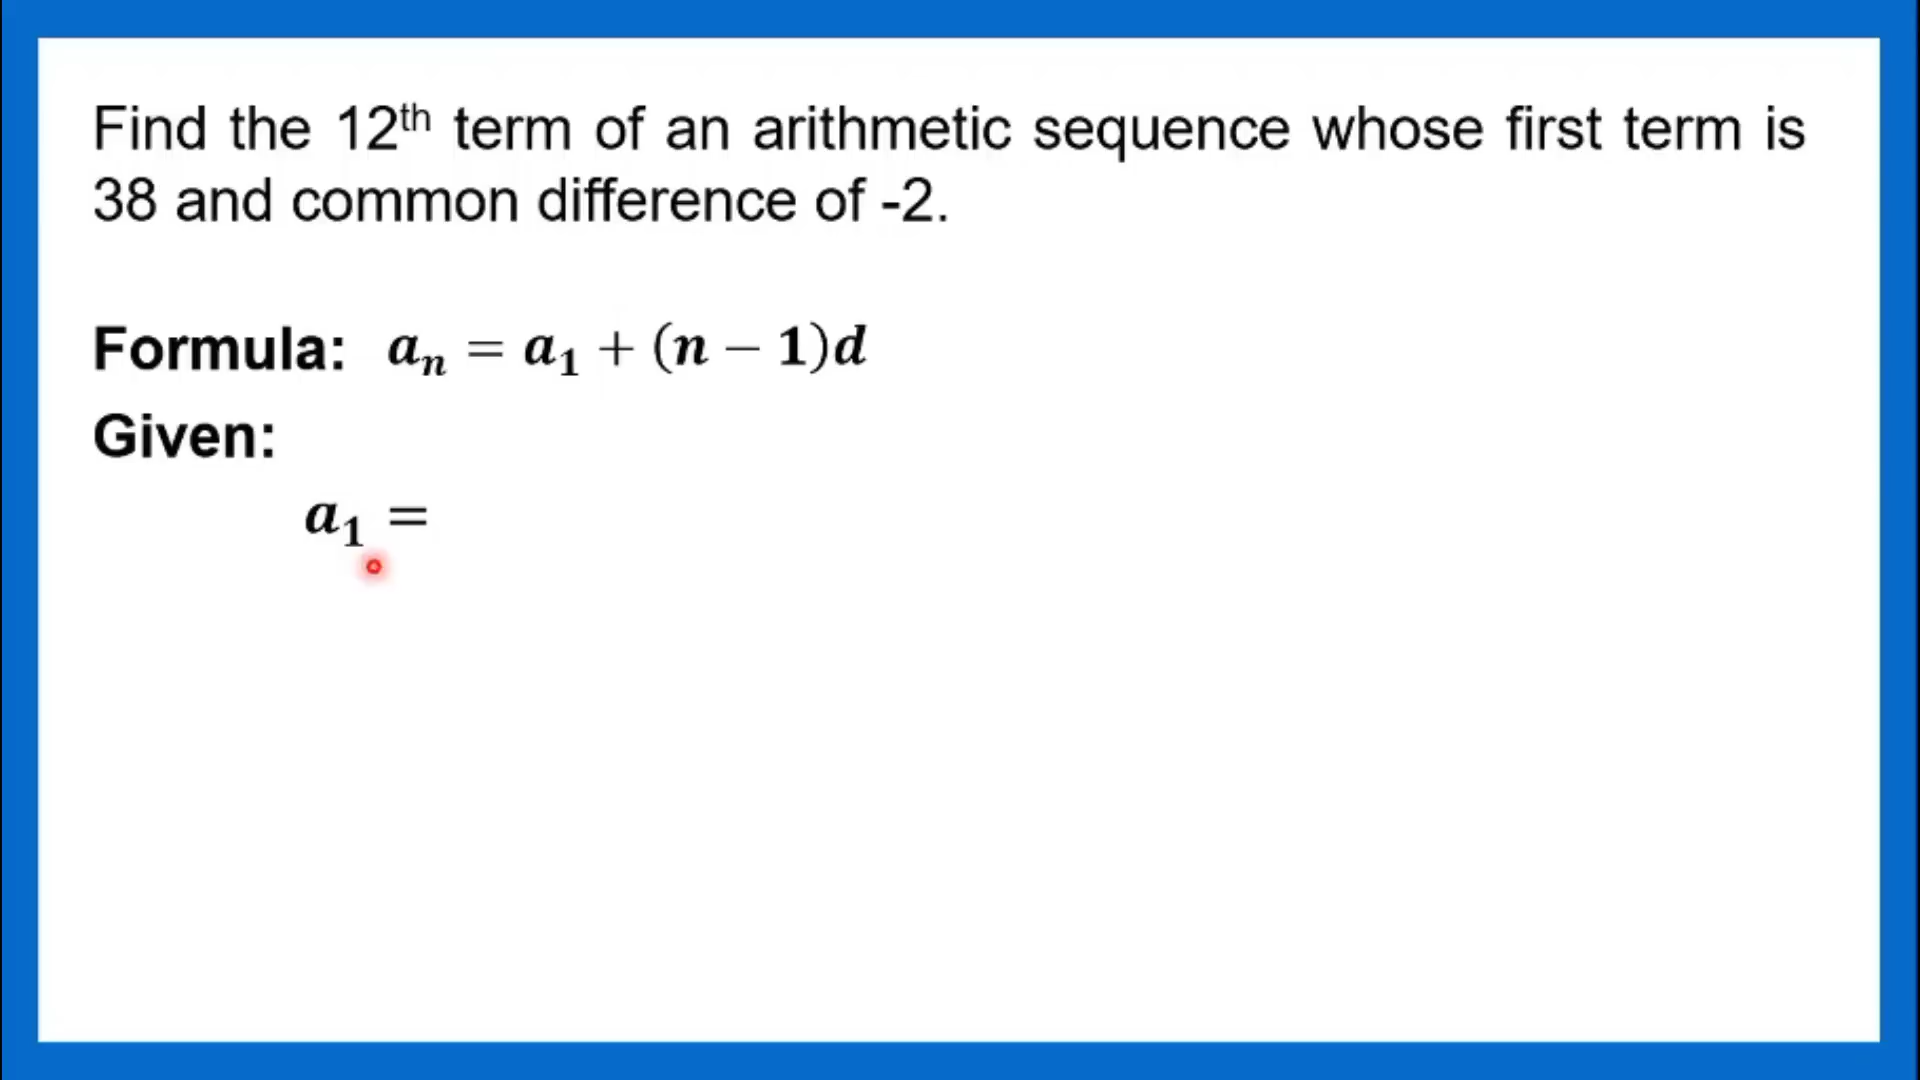 Find the 12th term of an arithmetic sequence whose first term is
38 and common difference of -2.
Formula: aₙ = a₁ + (n − 1)d
Given:
a₁ =